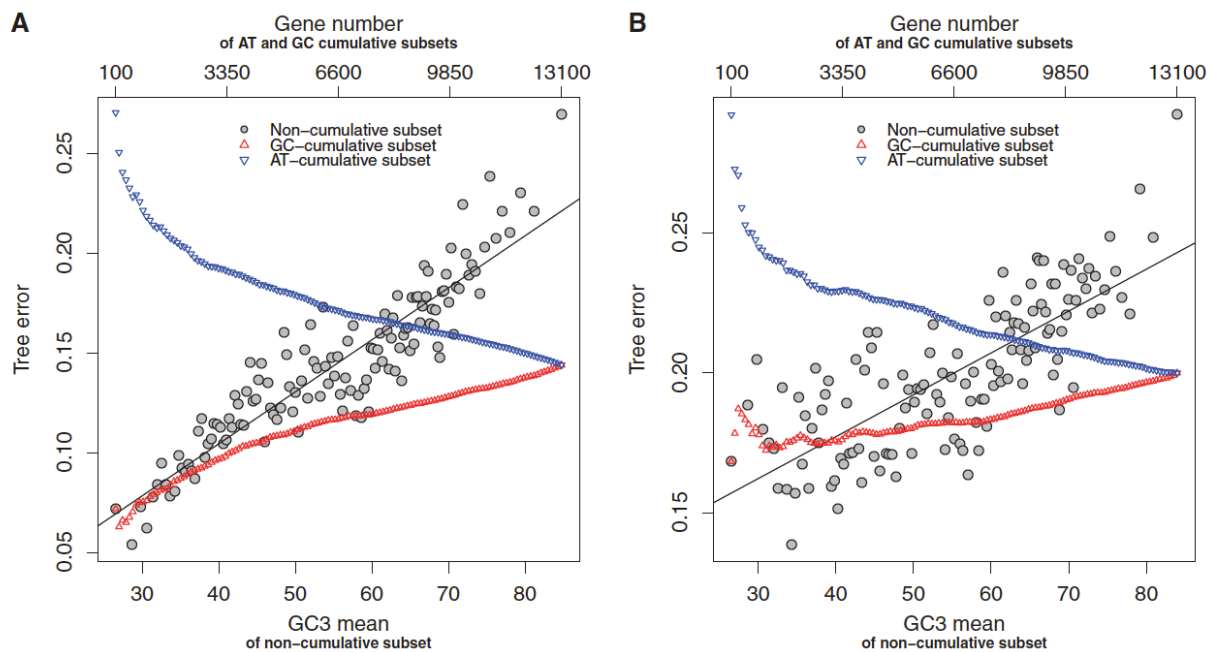 A
Gene number
of AT and GC cumulative subsets
100 3350 6600 9850 13100
Non−cumulative subset
GC−cumulative subset
AT−cumulative subset
0.25
0.20
0.15
0.10
0.05
Tree error
30 40 50 60 70 80
GC3 mean
of non−cumulative subset
B
Gene number
of AT and GC cumulative subsets
100 3350 6600 9850 13100
Non−cumulative subset
GC−cumulative subset
AT−cumulative subset
0.25
0.20
0.15
Tree error
30 40 50 60 70 80
GC3 mean
of non−cumulative subset